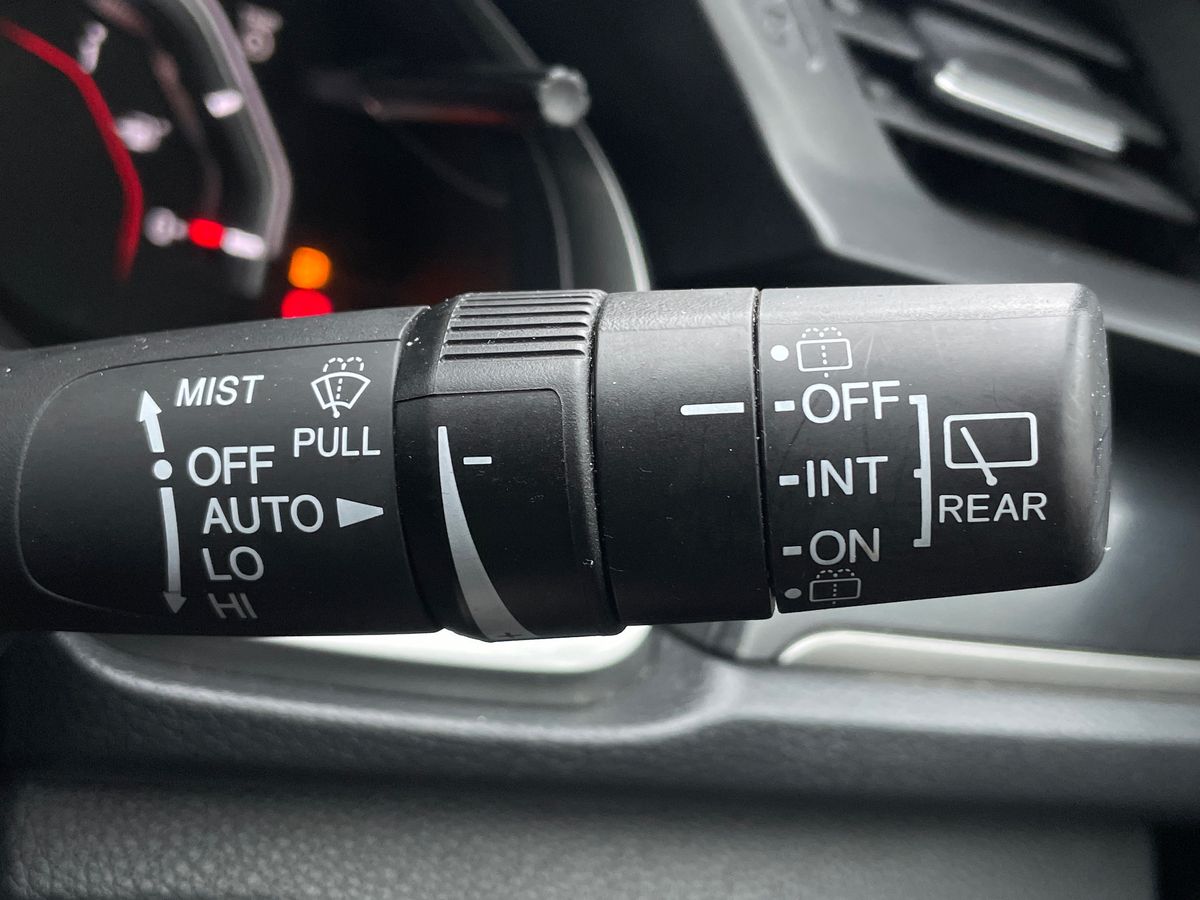 MIST
PULL
OFF
AUTO
LO
HI
OFF
INT
ON
REAR